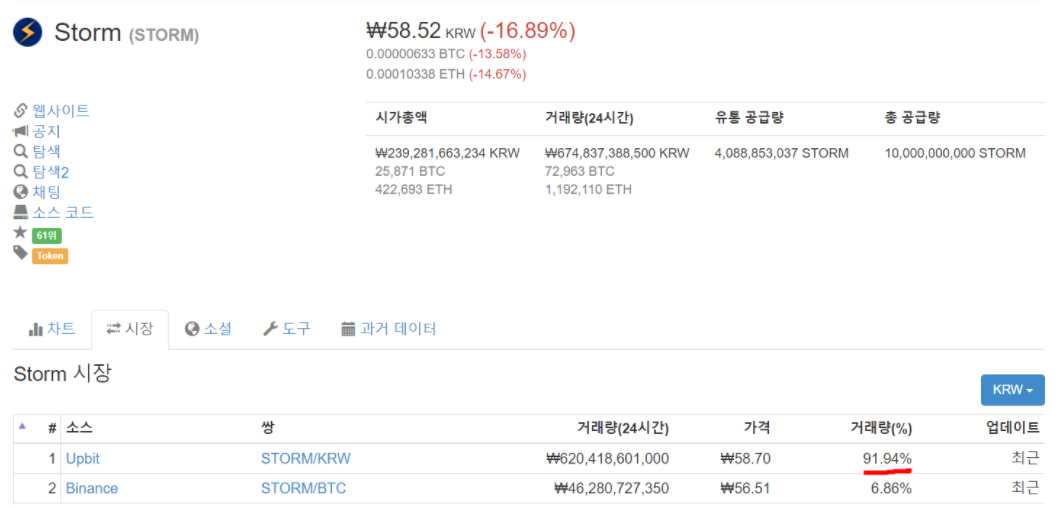 Storm (STORM)
₩58.52 KRW (-16.89%)
0.00000633 BTC (-13.58%)
0.00010338 ETH (-14.67%)
웹사이트
공지
탐색
탐색2
채팅
소스 코드
61위
Token
시가총액 거래량(24시간) 유통 공급량 총 공급량
₩239,281,663,234 KRW ₩674,837,388,500 KRW 4,088,853,037 STORM 10,000,000,000 STORM
25,871 BTC 72,963 BTC
422,693 ETH 1,192,110 ETH
차트 시장 소셜 도구 과거 데이터
Storm 시장
KRW
# 소스 쌍 거래량(24시간) 가격 거래량(%) 업데이트
1 Upbit STORM/KRW ₩620,418,601,000 ₩58.70 91.94% 최근
2 Binance STORM/BTC ₩46,280,727,350 ₩56.51 6.86% 최근